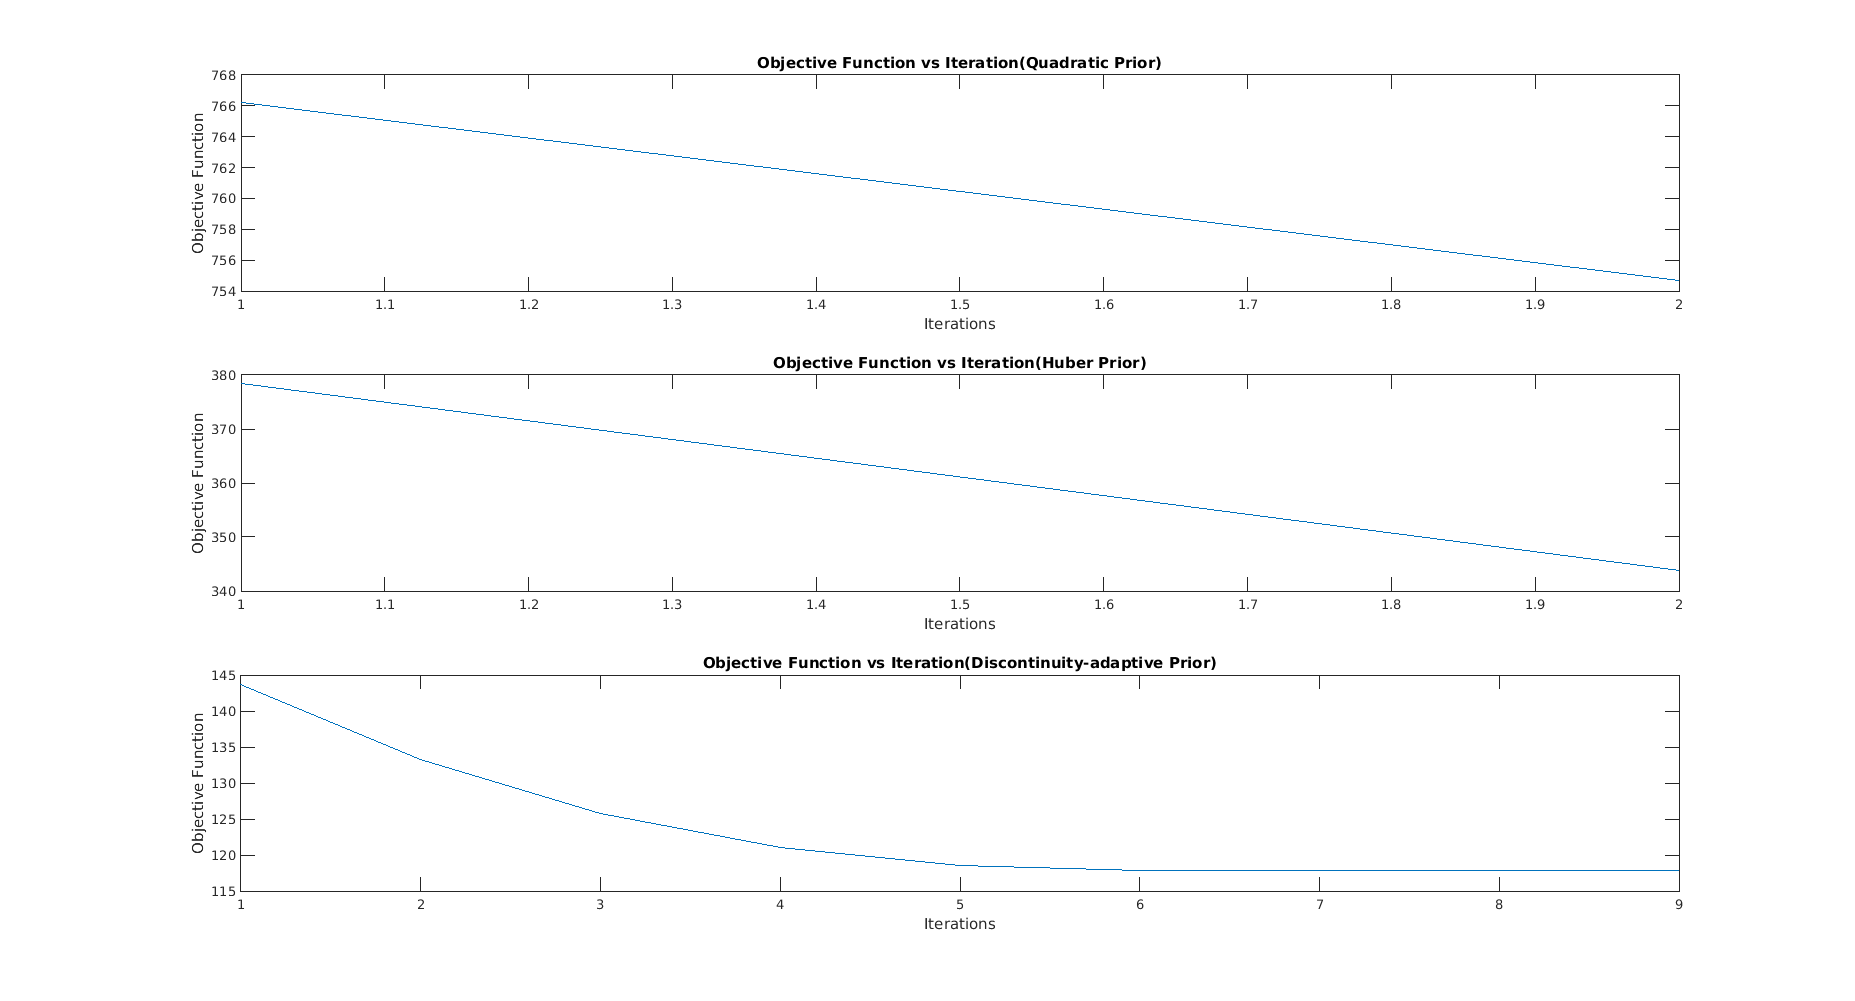 Objective Function vs Iteration(Quadratic Prior)
768
766
764
762
760
758
756
754
Objective Function
1 1.1 1.2 1.3 1.4 1.5 1.6 1.7 1.8 1.9 2
Iterations
Objective Function vs Iteration(Huber Prior)
380
370
360
350
340
Objective Function
1 1.1 1.2 1.3 1.4 1.5 1.6 1.7 1.8 1.9 2
Iterations
Objective Function vs Iteration(Discontinuity-adaptive Prior)
145
140
135
130
125
120
115
Objective Function
1 2 3 4 5 6 7 8 9
Iterations